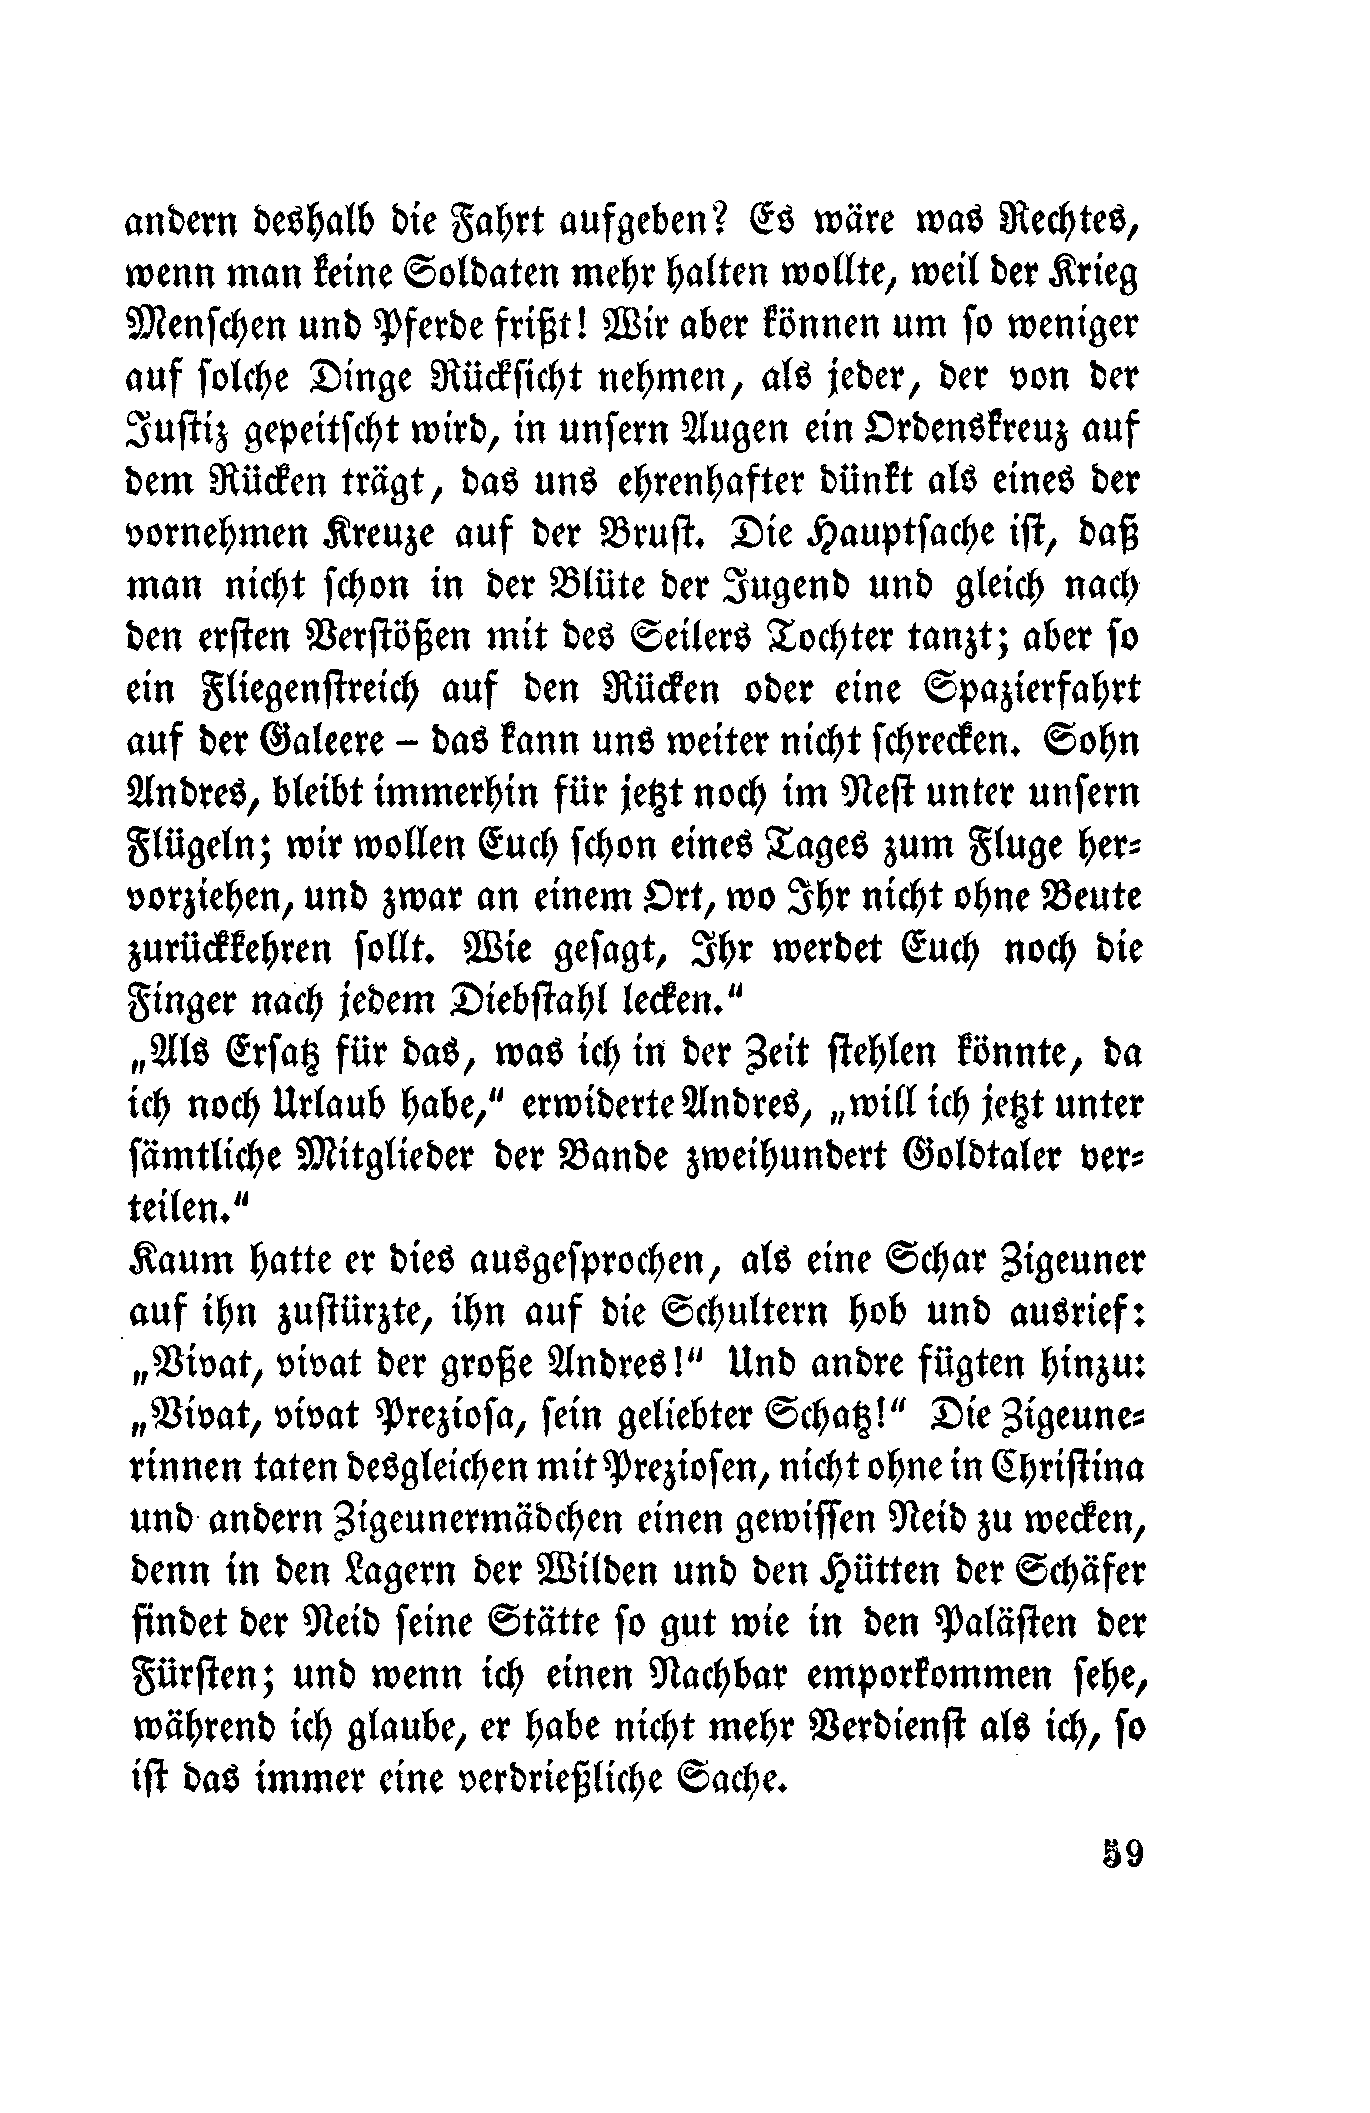 andern deshalb die Fahrt aufgeben? Es wäre was Rechtes,
wenn man keine Soldaten mehr halten wollte, weil der Krieg
Menschen und Pferde frißt! Wir aber können um so weniger
auf solche Dinge Rücksicht nehmen, als jeder, der von der
Justiz gepeitscht wird, in unsern Augen ein Ordenskreuz auf
dem Rücken trägt, das uns ehrenhafter dünkt als eines der
vornehmen Kreuze auf der Brust. Die Hauptsache ist, daß
man nicht schon in der Blüte der Jugend und gleich nach
den ersten Verstößen mit des Seilers Tochter tanzt; aber so
ein Fliegenstreich auf den Rücken oder eine Spazierfahrt
auf der Galeere – das kann uns weiter nicht schrecken. Sohn
Andres, bleibt immerhin für jetzt noch im Nest unter unsern
Flügeln; wir wollen Euch schon eines Tages zum Fluge her-
vorziehen, und zwar an einem Ort, wo Ihr nicht ohne Beute
zurückkehren sollt. Wie gesagt, Ihr werdet Euch noch die
Finger nach jedem Diebstahl lecken.“
„Als Ersatz für das, was ich in der Zeit stehlen könnte, da
ich noch Urlaub habe,“ erwiderte Andres, „will ich jetzt unter
sämtliche Mitglieder der Bande zweihundert Goldtaler ver-
teilen.“
Kaum hatte er dies ausgesprochen, als eine Schar Zigeuner
auf ihn zustürzte, ihn auf die Schultern hob und ausrief:
„Vivat, vivat der große Andres!“ Und andre fügten hinzu:
„Vivat, vivat Preziosa, sein geliebter Schatz!“ Die Zigeune-
rinnen taten desgleichen mit Preziosen, nicht ohne in Christina
und andern Zigeunermädchen einen gewissen Neid zu wecken,
denn in den Lagern der Wilden und den Hütten der Schäfer
findet der Neid seine Stätte so gut wie in den Palästen der
Fürsten; und wenn ich einen Nachbar emporkommen sehe,
während ich glaube, er habe nicht mehr Verdienst als ich, so
ist das immer eine verdrießliche Sache.
59